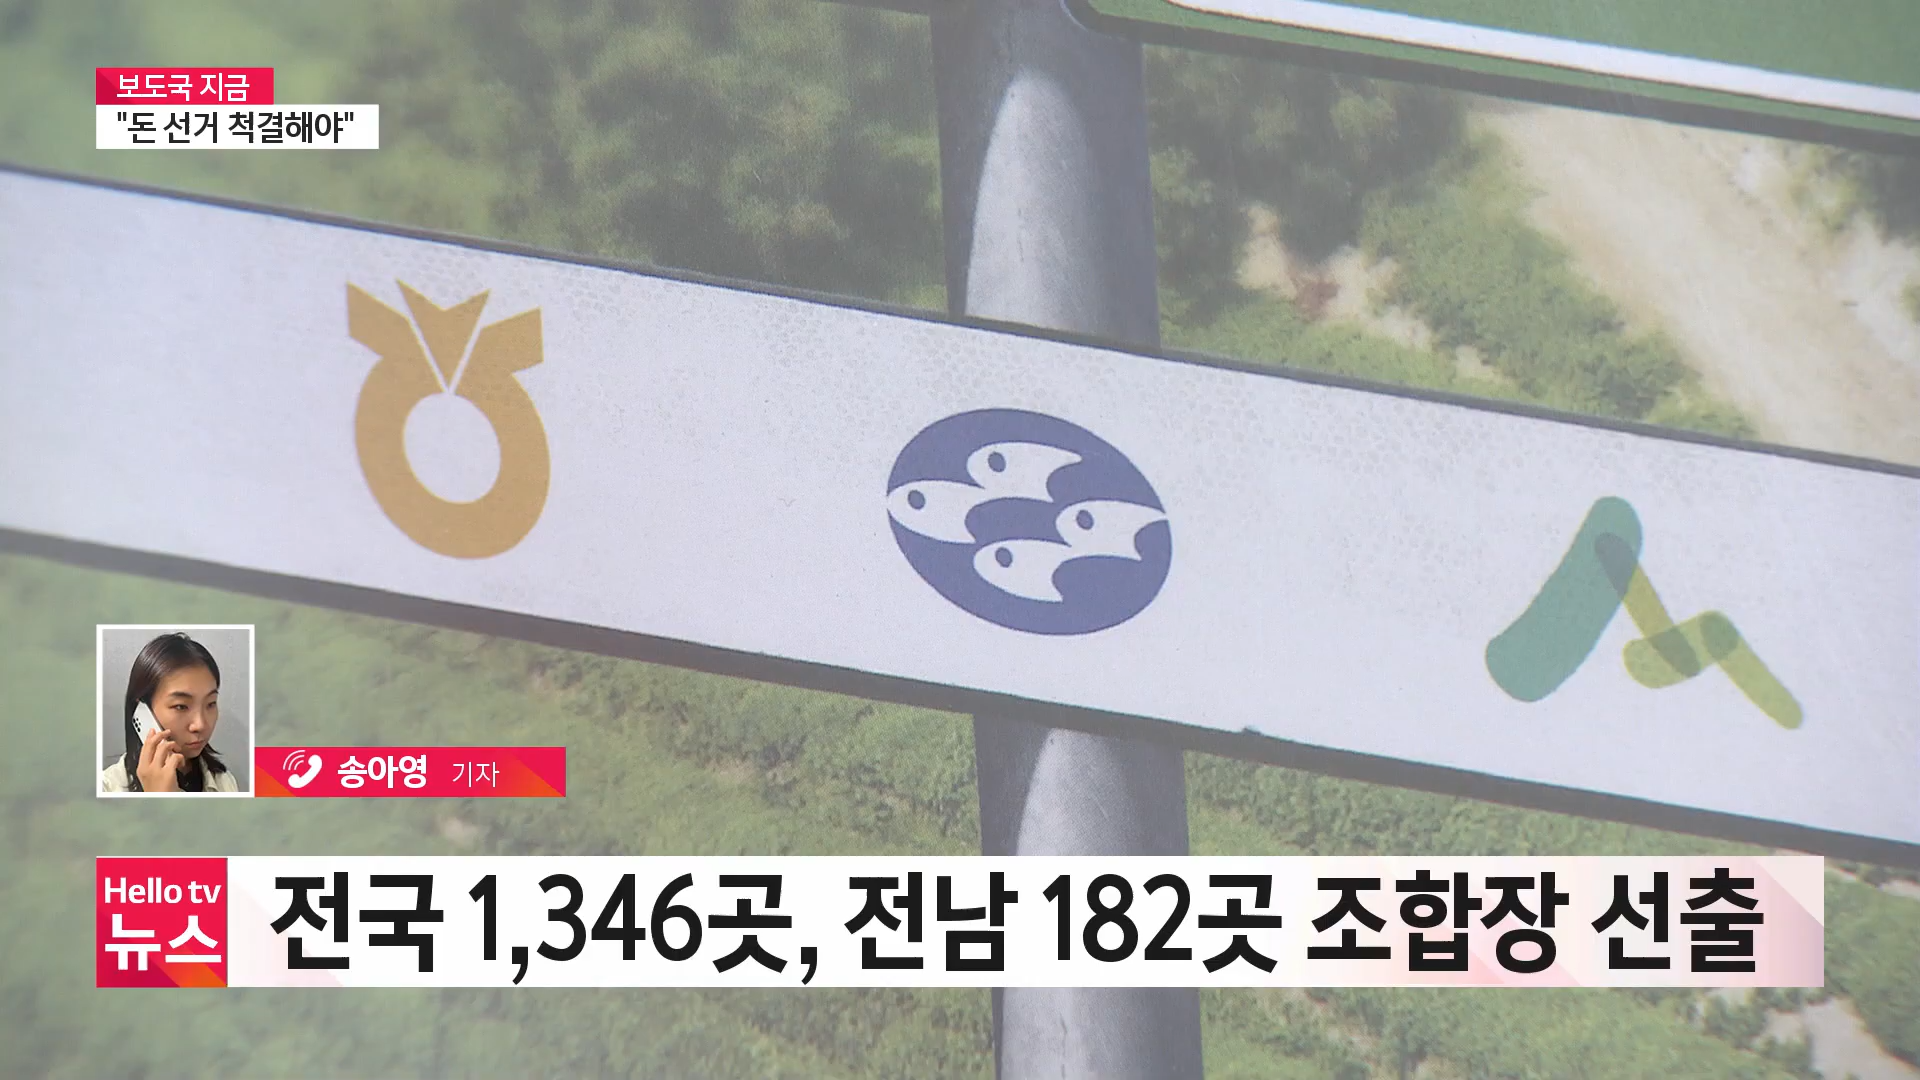 보도국 지금
"돈 선거 척결해야"
송아영 기자
Hello tv
뉴스
전국 1,346곳, 전남 182곳 조합장 선출